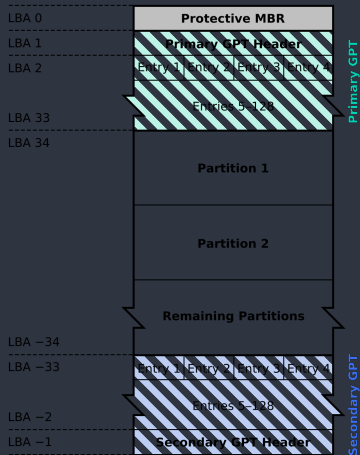 LBA 0
Protective MBR
LBA 1
Primary GPT Header
LBA 2
Entry 1 Entry 2 Entry 3 Entry 4
Entries 5–128
LBA 33
Primary GPT
LBA 34
Partition 1
Partition 2
Remaining Partitions
LBA −34
LBA −33
Entry 1 Entry 2 Entry 3 Entry 4
Entries 5–128
LBA −2
LBA −1
Secondary GPT Header
Secondary GPT